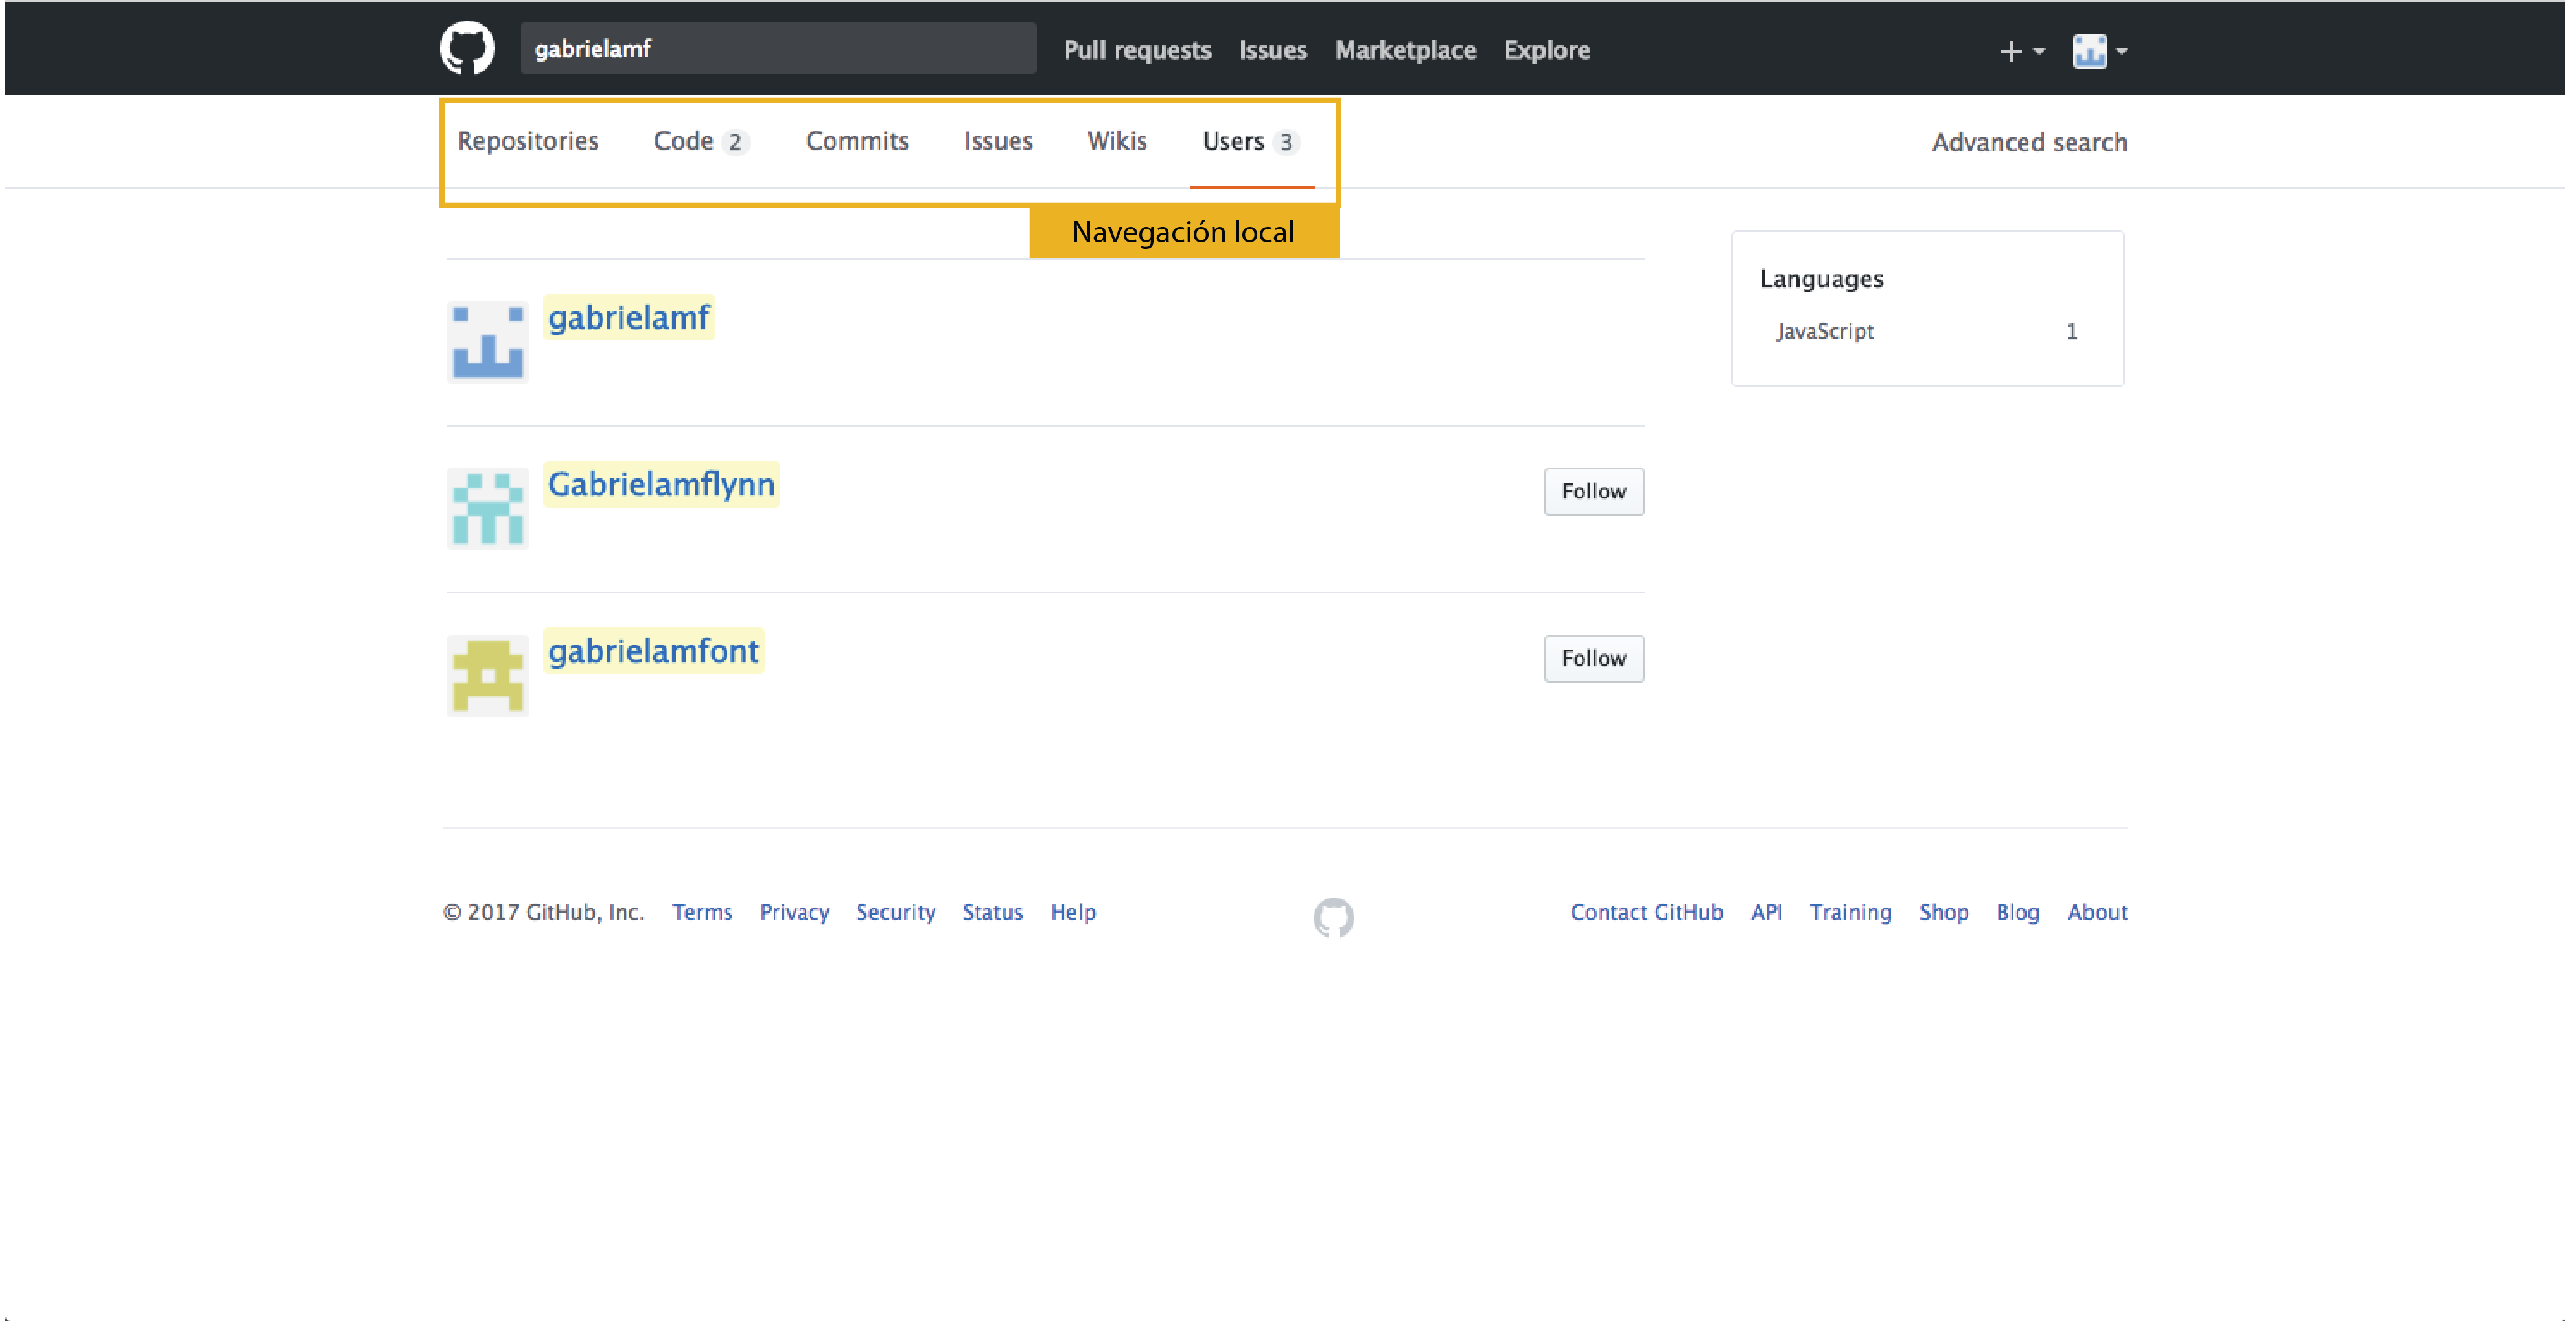 gabrielamf Pull requests Issues Marketplace Explore
Repositories Code 2 Commits Issues Wikis Users 3 Advanced search
Navegación local
Languages
JavaScript 1
gabrielamf
Gabrielamflynn Follow
gabrielamfont Follow
© 2017 GitHub, Inc. Terms Privacy Security Status Help Contact GitHub API Training Shop Blog About